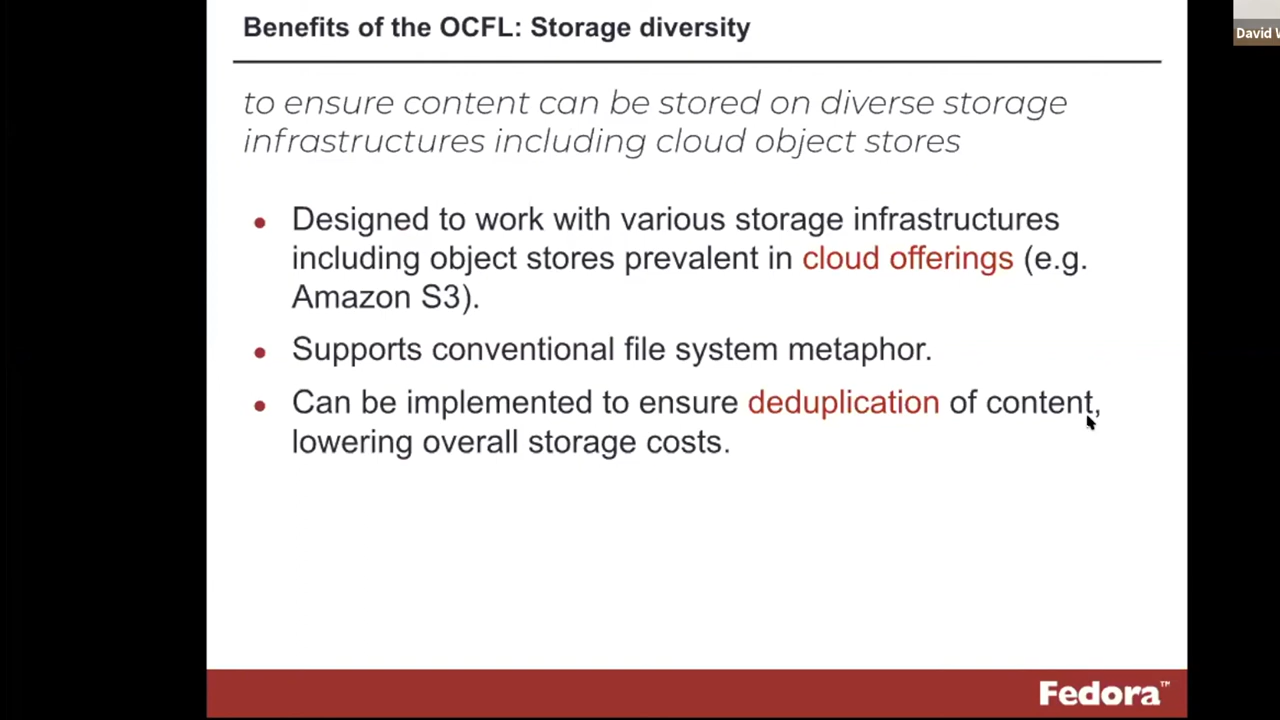 Benefits of the OCFL: Storage diversity
David
to ensure content can be stored on diverse storage
infrastructures including cloud object stores
• Designed to work with various storage infrastructures
including object stores prevalent in cloud offerings (e.g.
Amazon S3).
• Supports conventional file system metaphor.
• Can be implemented to ensure deduplication of content,
lowering overall storage costs.
Fedora™